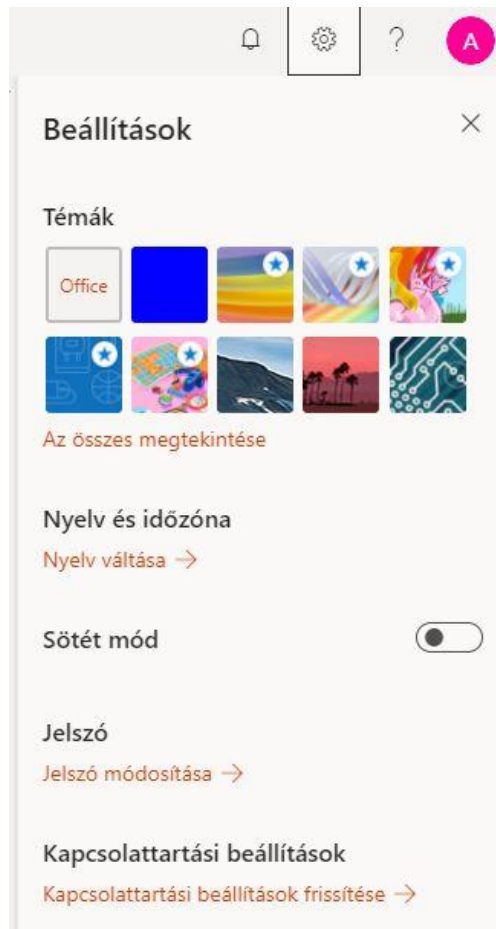 ?
A
Beállítások
Témák
Office
Az összes megtekintése
Nyelv és időzóna
Nyelv váltása →
Sötét mód
Jelszó
Jelszó módosítása →
Kapcsolattartási beállítások
Kapcsolattartási beállítások frissítése →